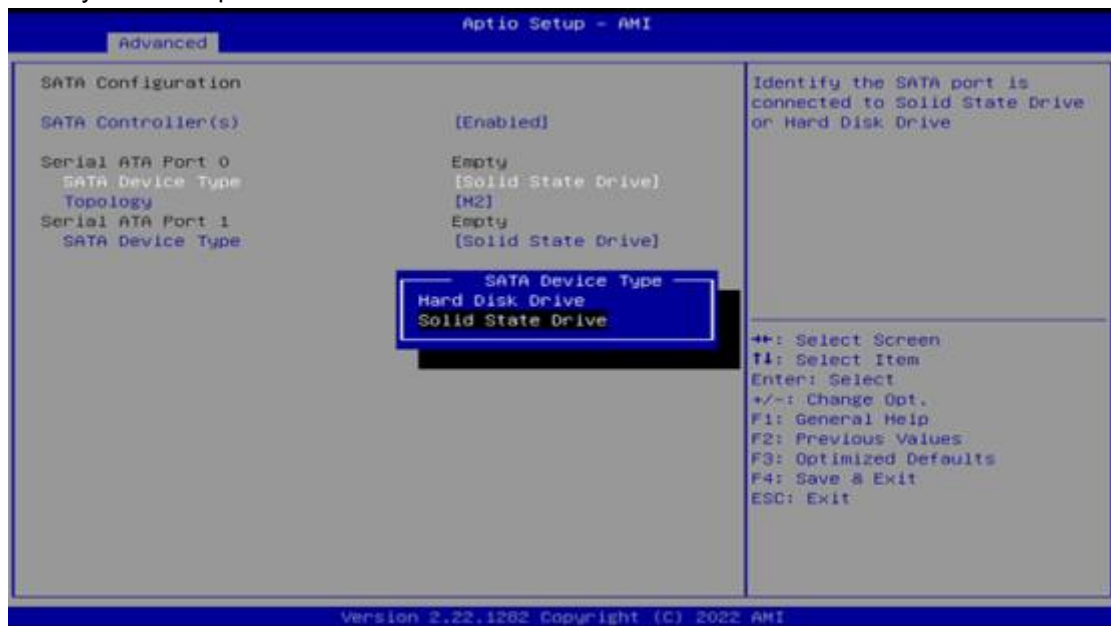 Aptio Setup - AMI
Advanced
SATA Configuration
SATA Controller(s) [Enabled]
Serial ATA Port 0 Empty
SATA Device Type [Solid State Drive]
Topology [M2]
Serial ATA Port 1 Empty
SATA Device Type [Solid State Drive]
SATA Device Type
Hard Disk Drive
Solid State Drive
Identify the SATA port is
connected to Solid State Drive
or Hard Disk Drive
→←: Select Screen
↑↓: Select Item
Enter: Select
+/-: Change Opt.
F1: General Help
F2: Previous Values
F3: Optimized Defaults
F4: Save & Exit
ESC: Exit
Version 2.22.1282 Copyright (C) 2022 AMI